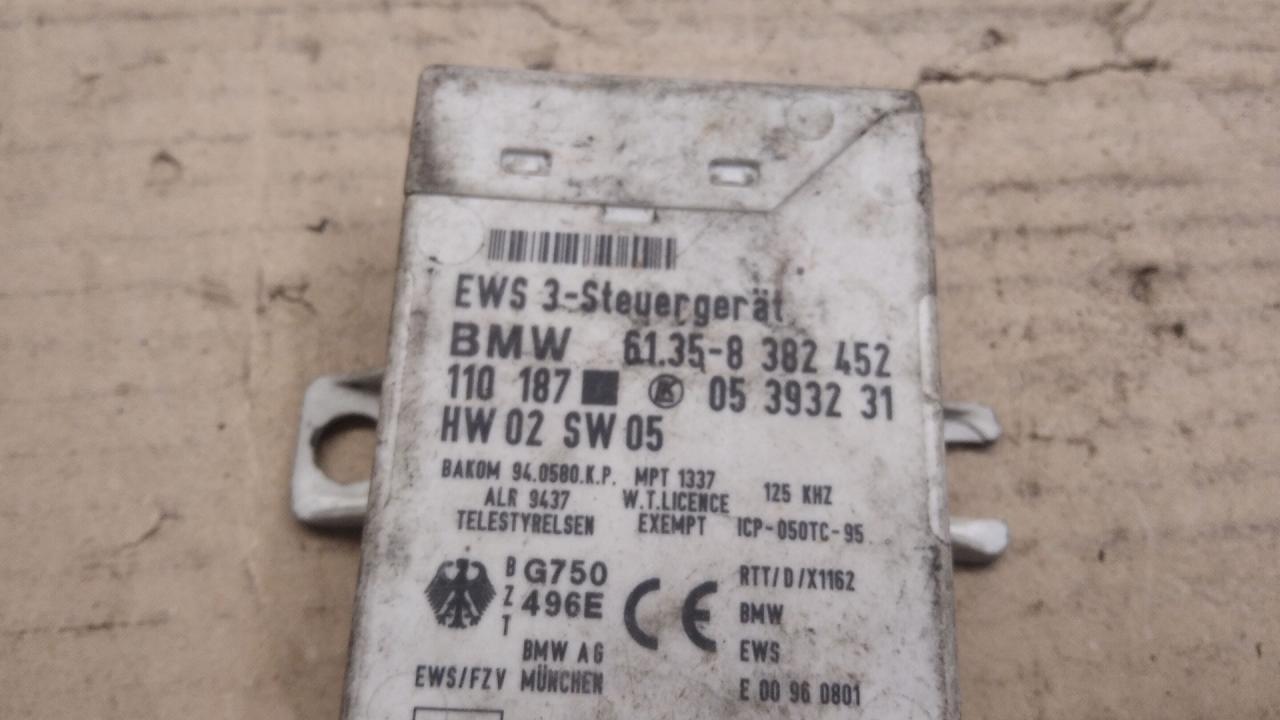 EWS 3-Steuergerät
BMW 61.35-8 382 452
110 187 K 05 3932 31
HW 02 SW 05
BAKOM 94.0580.K.P. MPT 1337 125 KHZ
ALR 9437 W.T.LICENCE
TELESTYRELSEN EXEMPT ICP-050TC-95
BZT G750 496E CE RTT/D/X1162
BMW
BMW AG EWS
EWS/FZV MÜNCHEN E 00 96 0801